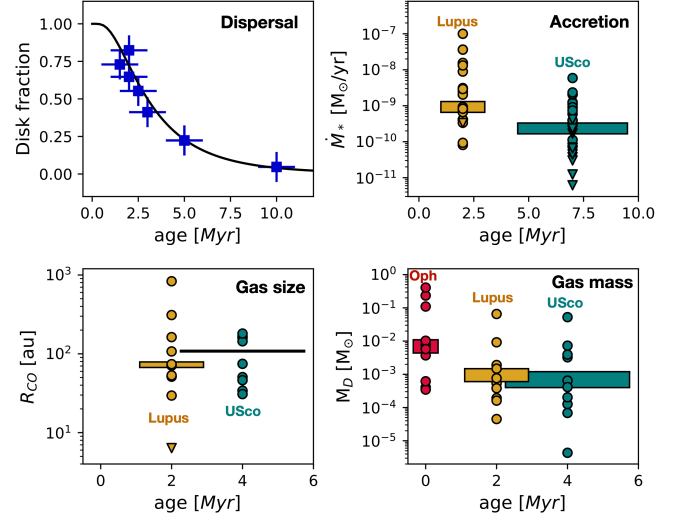 Dispersal
1.00
0.75
0.50
0.25
0.00
Disk fraction
0.0
2.5
5.0
7.5
10.0
age [Myr]
Accretion
Lupus
USco
10⁻⁷
10⁻⁸
10⁻⁹
10⁻¹⁰
10⁻¹¹
Ṁ* [M⊙/yr]
0.0
2.5
5.0
7.5
10.0
age [Myr]
Gas size
10³
10²
10¹
R_CO [au]
Lupus
USco
0
2
4
6
age [Myr]
Gas mass
Oph
Lupus
USco
10⁰
10⁻¹
10⁻²
10⁻³
10⁻⁴
10⁻⁵
M_D [M⊙]
0
2
4
6
age [Myr]